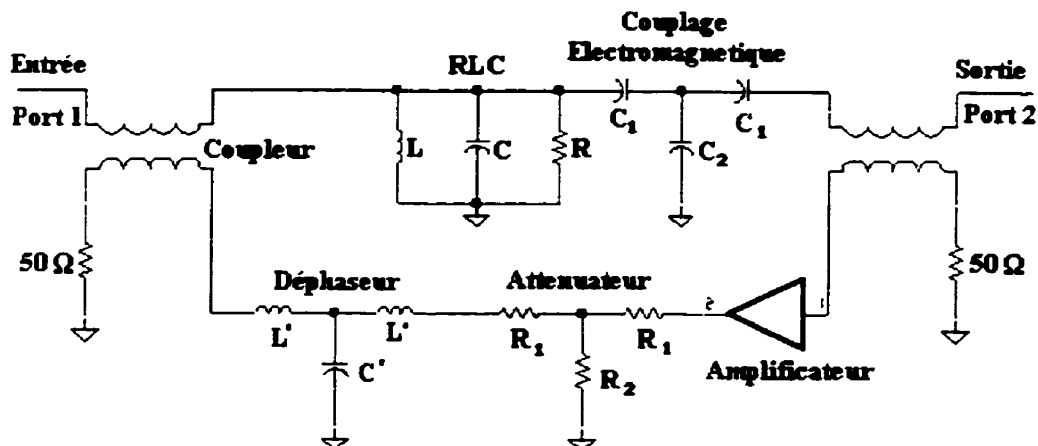 Couplage
Electromagnetique
Entrée
RLC
Sortie
Port 1
Port 2
C₁
C₁
Coupleur
L
C
R
C₂
50 Ω
50 Ω
Déphaseur
Attenuateur
L'
L'
R₁
R₁
C'
R₂
Amplificateur